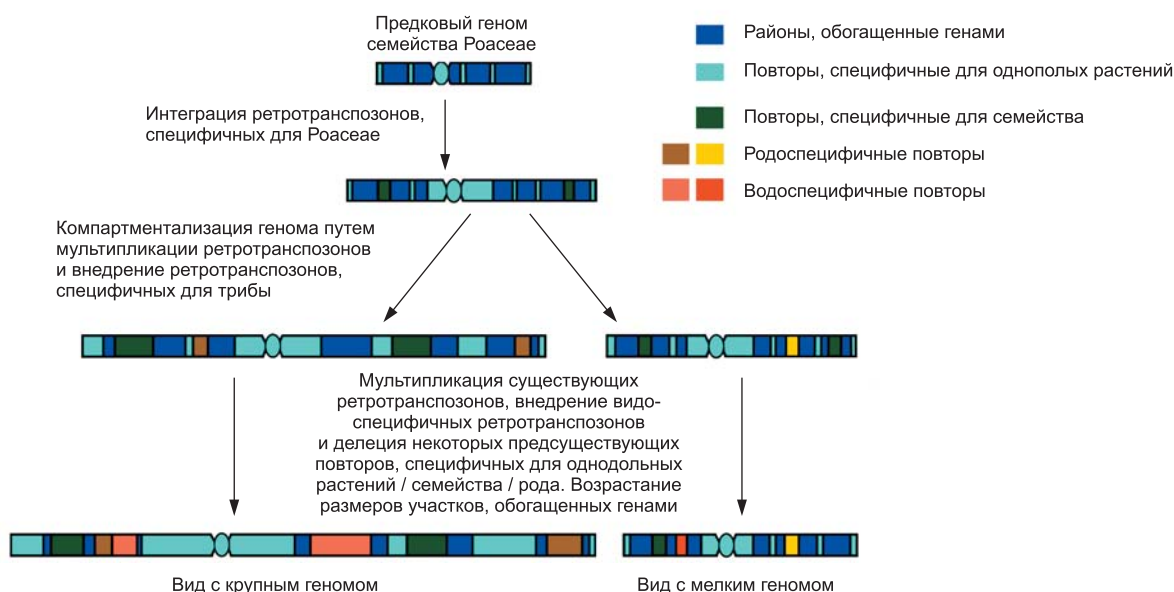 Предковый геном
семейства Роасеае
Интеграция ретротранспозонов,
специфичных для Роасеае
Районы, обогащенные генами
Повторы, специфичные для однополых растений
Повторы, специфичные для семейства
Родоспецифичные повторы
Водоспецифичные повторы
Компартментализация генома путем
мультипликации ретротранспозонов
и внедрение ретротранспозонов,
специфичных для трибы
Мультипликация существующих
ретротранспозонов, внедрение видо-
специфичных ретротранспозонов
и делеция некоторых предсуществующих
повторов, специфичных для однодольных
растений / семейства / рода. Возрастание
размеров участков, обогащенных генами
Вид с крупным геномом
Вид с мелким геномом